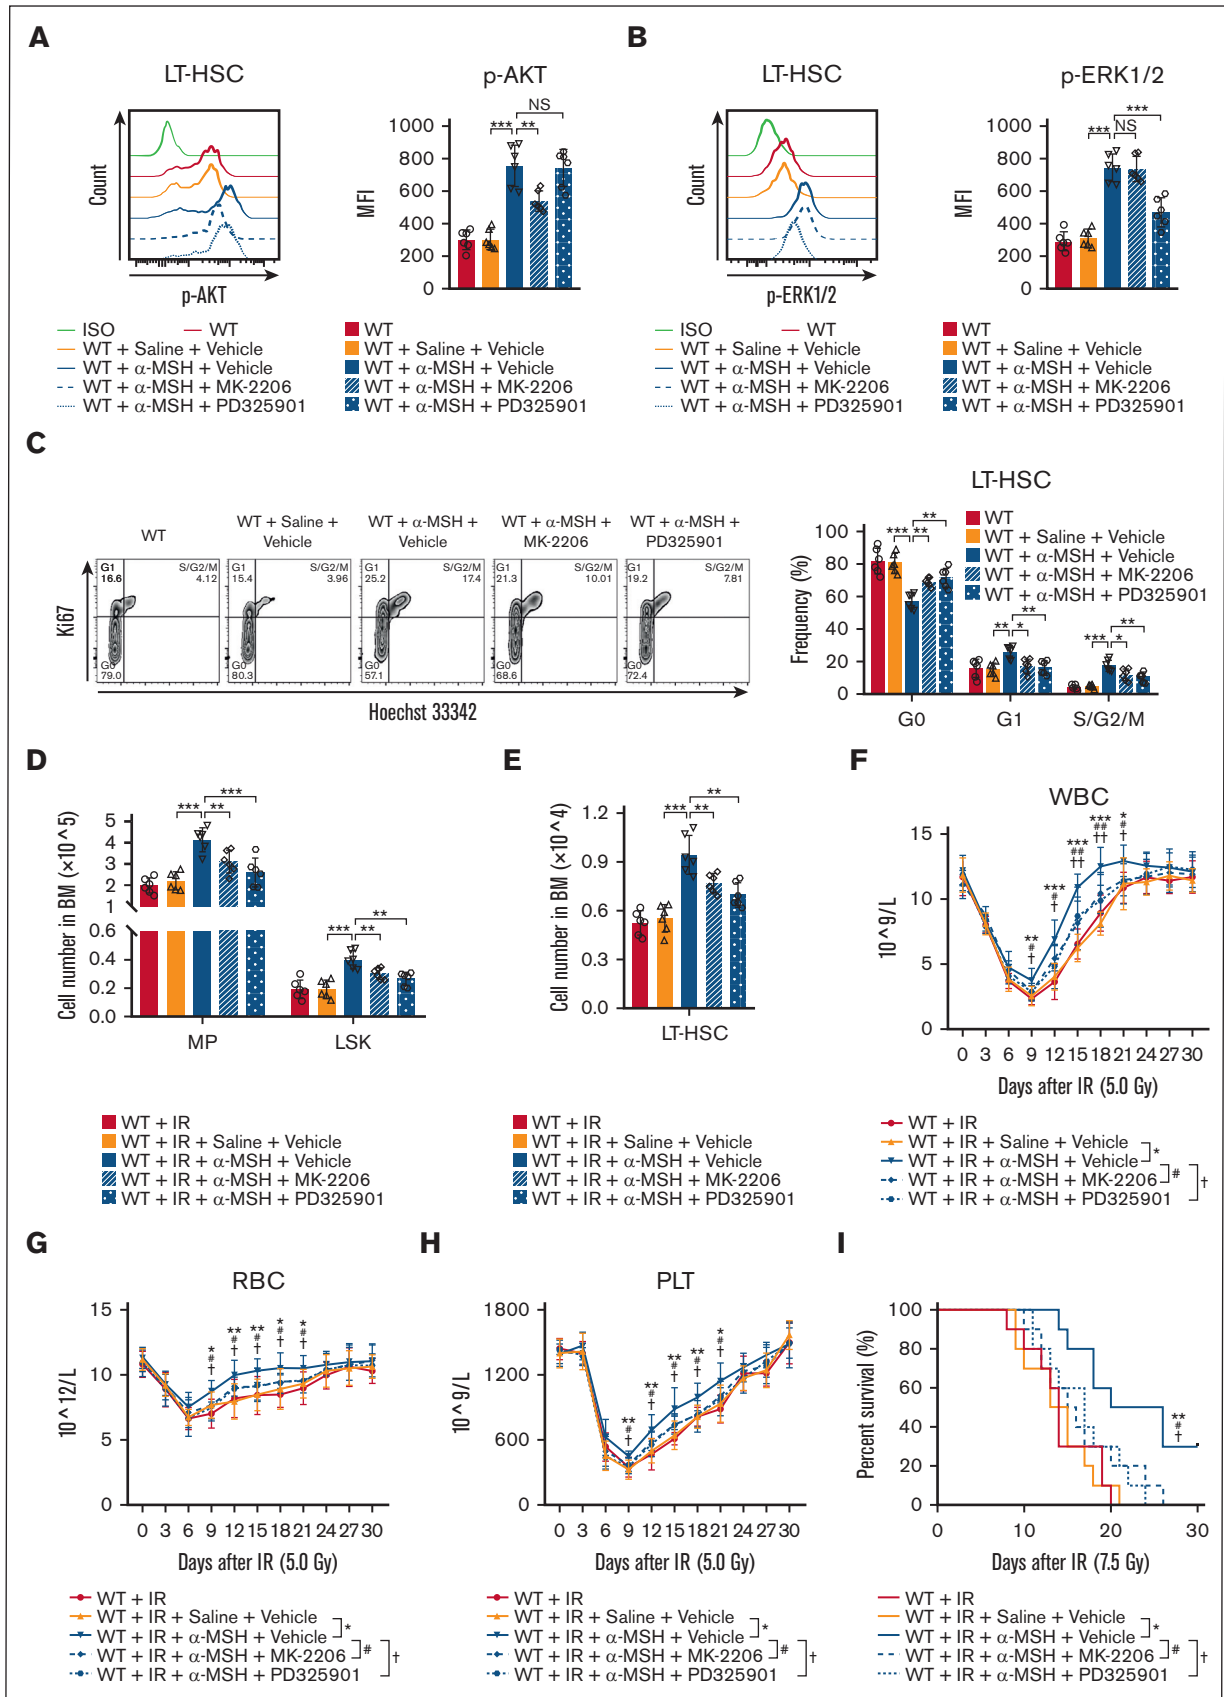 A
LT-HSC
Count
p-AKT
p-AKT
MFI
1000
800
600
400
200
0
*** ** NS
ISO WT
WT + Saline + Vehicle
WT + α-MSH + Vehicle
WT + α-MSH + MK-2206
WT + α-MSH + PD325901
WT
WT + Saline + Vehicle
WT + α-MSH + Vehicle
WT + α-MSH + MK-2206
WT + α-MSH + PD325901
B
LT-HSC
Count
p-ERK1/2
p-ERK1/2
MFI
1000
800
600
400
200
0
*** NS ***
ISO WT
WT + Saline + Vehicle
WT + α-MSH + Vehicle
WT + α-MSH + MK-2206
WT + α-MSH + PD325901
WT
WT + Saline + Vehicle
WT + α-MSH + Vehicle
WT + α-MSH + MK-2206
WT + α-MSH + PD325901
C
WT
WT + Saline +
Vehicle
WT + α-MSH +
Vehicle
WT + α-MSH +
MK-2206
WT + α-MSH +
PD325901
G1 S/G2/M
16.6 4.12
G0
79.0
G1 S/G2/M
15.4 3.96
G0
80.3
G1 S/G2/M
25.2 17.4
G0
57.1
G1 S/G2/M
21.3 10.01
G0
68.6
G1 S/G2/M
19.2 7.81
G0
72.4
Ki67
Hoechst 33342
LT-HSC
WT
WT + Saline + Vehicle
WT + α-MSH + Vehicle
WT + α-MSH + MK-2206
WT + α-MSH + PD325901
Frequency (%)
100
80
60
40
20
0
*** ** **
** * **
*** * **
G0 G1 S/G2/M
D
Cell number in BM (×10^5)
5
4
3
2
1
0.6
0.4
0.2
0.0
*** ** ***
*** ** **
MP LSK
WT + IR
WT + IR + Saline + Vehicle
WT + IR + α-MSH + Vehicle
WT + IR + α-MSH + MK-2206
WT + IR + α-MSH + PD325901
E
Cell number in BM (×10^4)
1.2
0.9
0.6
0.3
0.0
*** ** **
LT-HSC
WT + IR
WT + IR + Saline + Vehicle
WT + IR + α-MSH + Vehicle
WT + IR + α-MSH + MK-2206
WT + IR + α-MSH + PD325901
F
WBC
10^9/L
15
10
5
0
** # †
*** # †
*** ## ††
*** ## ††
* # †
0 3 6 9 12 15 18 21 24 27 30
Days after IR (5.0 Gy)
WT + IR
WT + IR + Saline + Vehicle
WT + IR + α-MSH + Vehicle
WT + IR + α-MSH + MK-2206
WT + IR + α-MSH + PD325901
* # †
G
RBC
10^12/L
15
10
5
0
* # †
** # †
** # †
* # †
* # †
0 3 6 9 12 15 18 21 24 27 30
Days after IR (5.0 Gy)
WT + IR
WT + IR + Saline + Vehicle
WT + IR + α-MSH + Vehicle
WT + IR + α-MSH + MK-2206
WT + IR + α-MSH + PD325901
* # †
H
PLT
10^9/L
1800
1200
600
0
** # †
** # †
** # †
** # †
* # †
0 3 6 9 12 15 18 21 24 27 30
Days after IR (5.0 Gy)
WT + IR
WT + IR + Saline + Vehicle
WT + IR + α-MSH + Vehicle
WT + IR + α-MSH + MK-2206
WT + IR + α-MSH + PD325901
* # †
I
Percent survival (%)
100
80
60
40
20
0
** # †
0 10 20 30
Days after IR (7.5 Gy)
WT + IR
WT + IR + Saline + Vehicle
WT + IR + α-MSH + Vehicle
WT + IR + α-MSH + MK-2206
WT + IR + α-MSH + PD325901
* # †